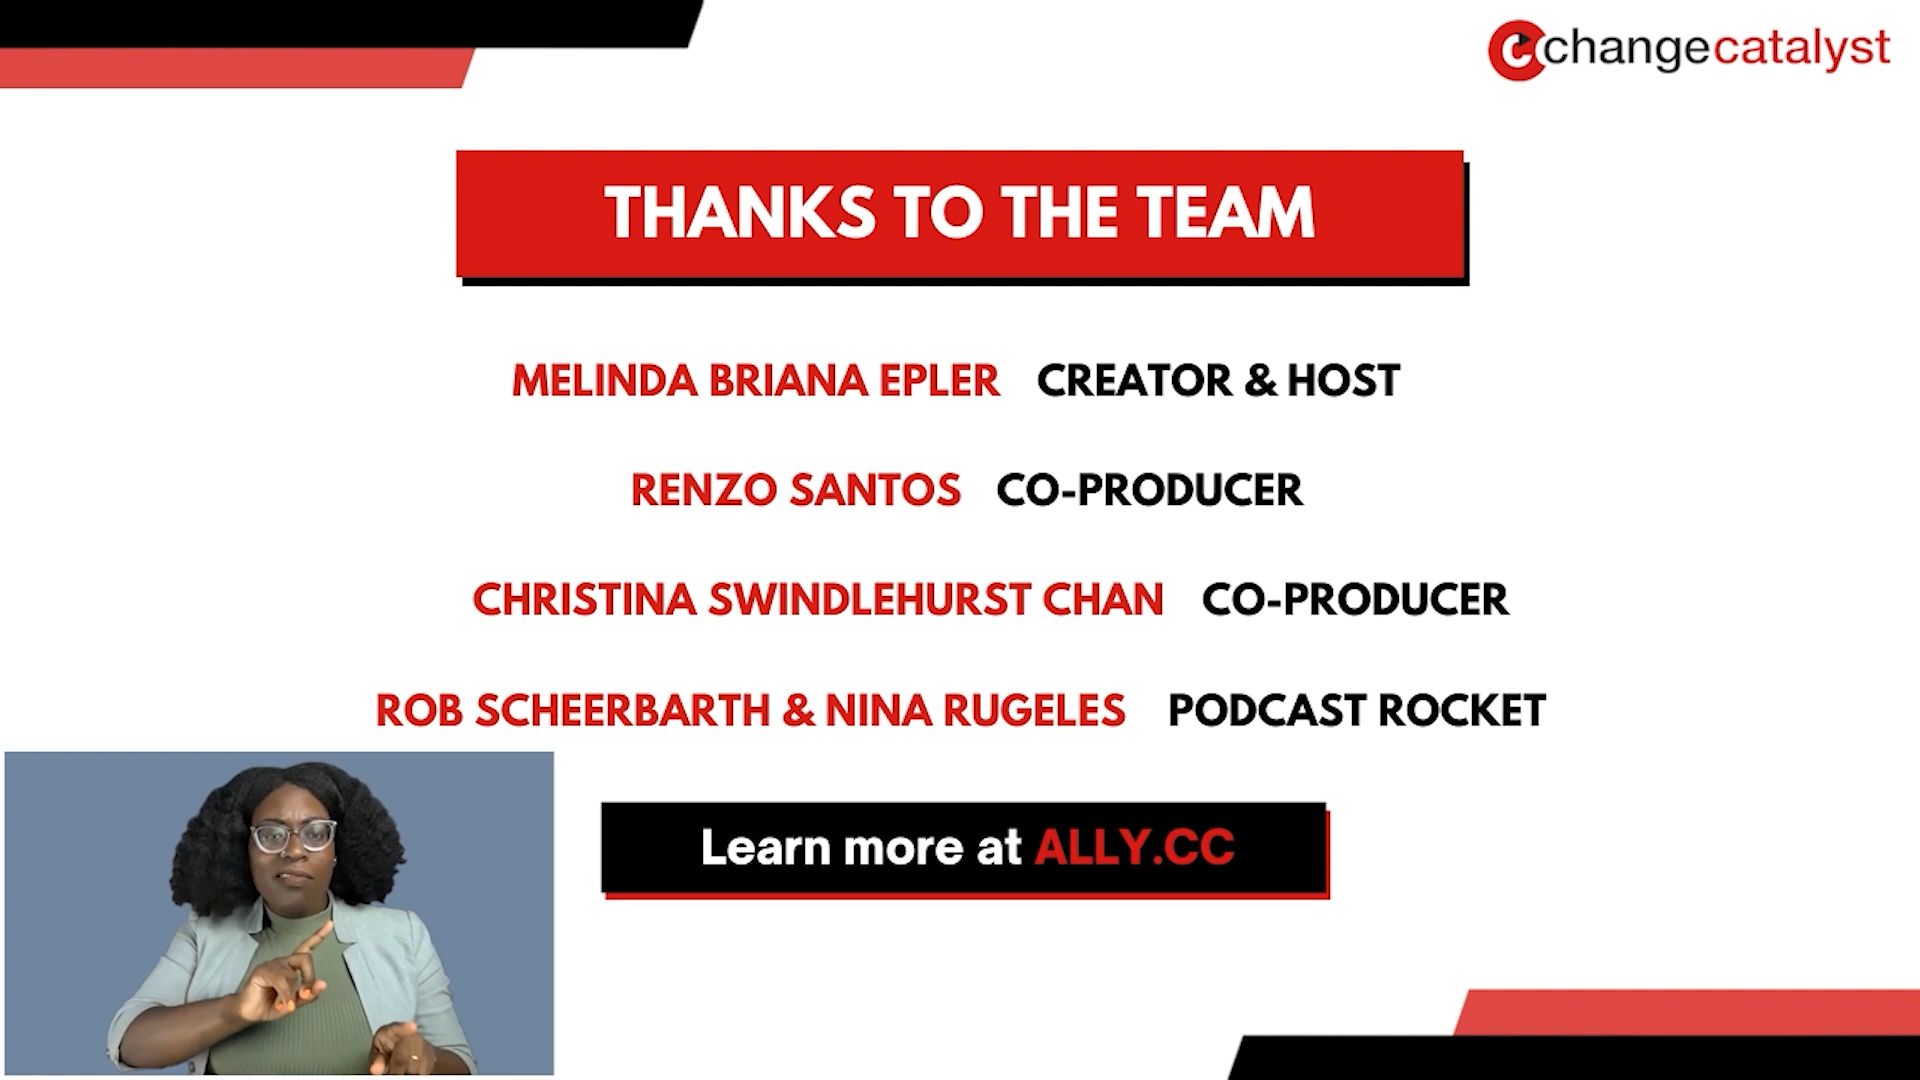 changecatalyst
THANKS TO THE TEAM
MELINDA BRIANA EPLER CREATOR & HOST
RENZO SANTOS CO-PRODUCER
CHRISTINA SWINDLEHURST CHAN CO-PRODUCER
ROB SCHEERBARTH & NINA RUGELES PODCAST ROCKET
Learn more at ALLY.CC